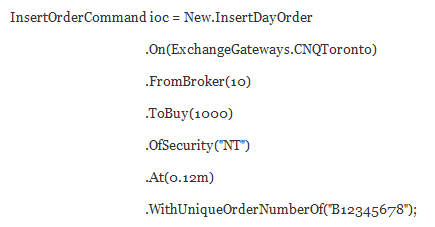 InsertOrderCommand ioc = New.InsertDayOrder
.On(ExchangeGateways.CNQToronto)
.FromBroker(10)
.ToBuy(1000)
.OfSecurity("NT")
.At(0.12m)
.WithUniqueOrderNumberOf("B12345678");